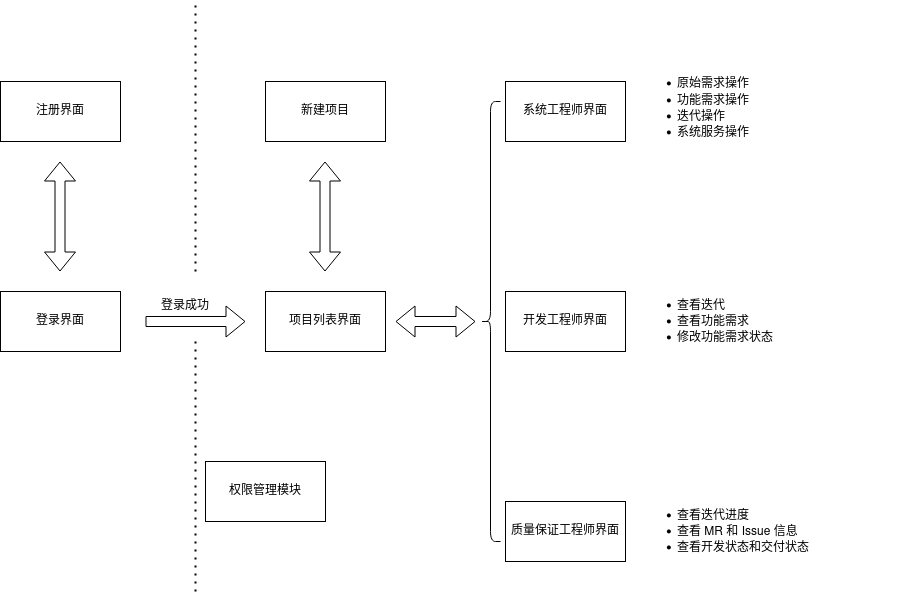 注册界面
新建项目
系统工程师界面
原始需求操作
功能需求操作
迭代操作
系统服务操作
登录界面
登录成功
项目列表界面
开发工程师界面
查看迭代
查看功能需求
修改功能需求状态
权限管理模块
质量保证工程师界面
查看迭代进度
查看 MR 和 Issue 信息
查看开发状态和交付状态